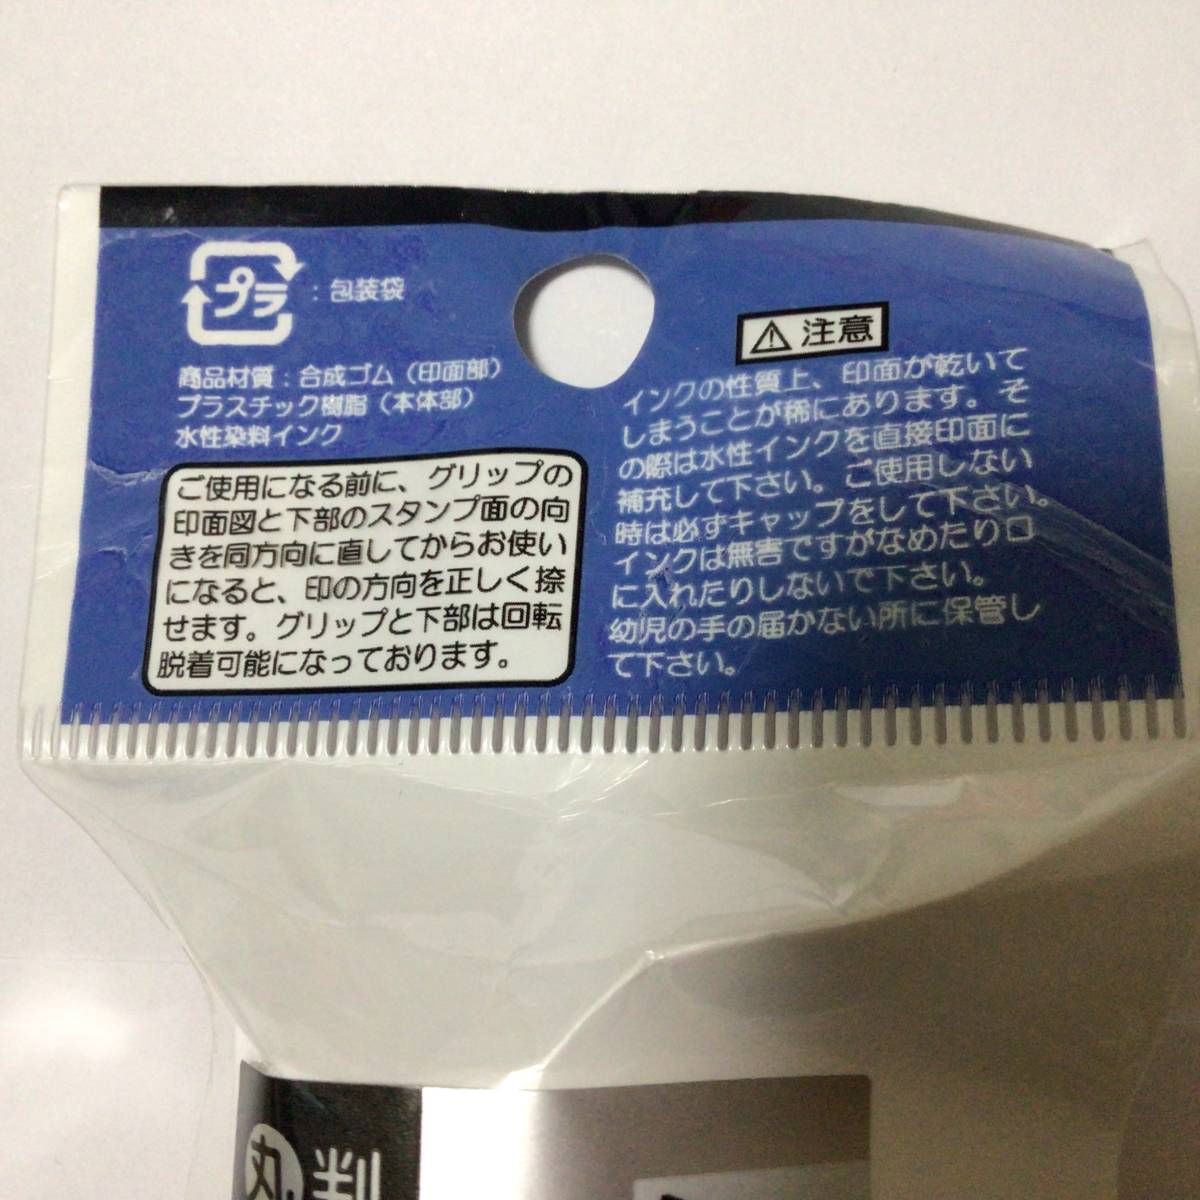 プラ : 包装袋
商品材質：合成ゴム（印面部）
プラスチック樹脂（本体部）
水性染料インク
ご使用になる前に、グリップの
印面図と下部のスタンプ面の向
きを同方向に直してからお使い
になると、印の方向を正しく捺
せます。グリップと下部は回転
脱着可能になっております。
注意
インクの性質上、印面が乾いて
しまうことが稀にあります。そ
の際は水性インクを直接印面に
補充して下さい。ご使用しない
時は必ずキャップをして下さい。
インクは無害ですがなめたり口
に入れたりしないで下さい。
幼児の手の届かない所に保管し
て下さい。
丸 判